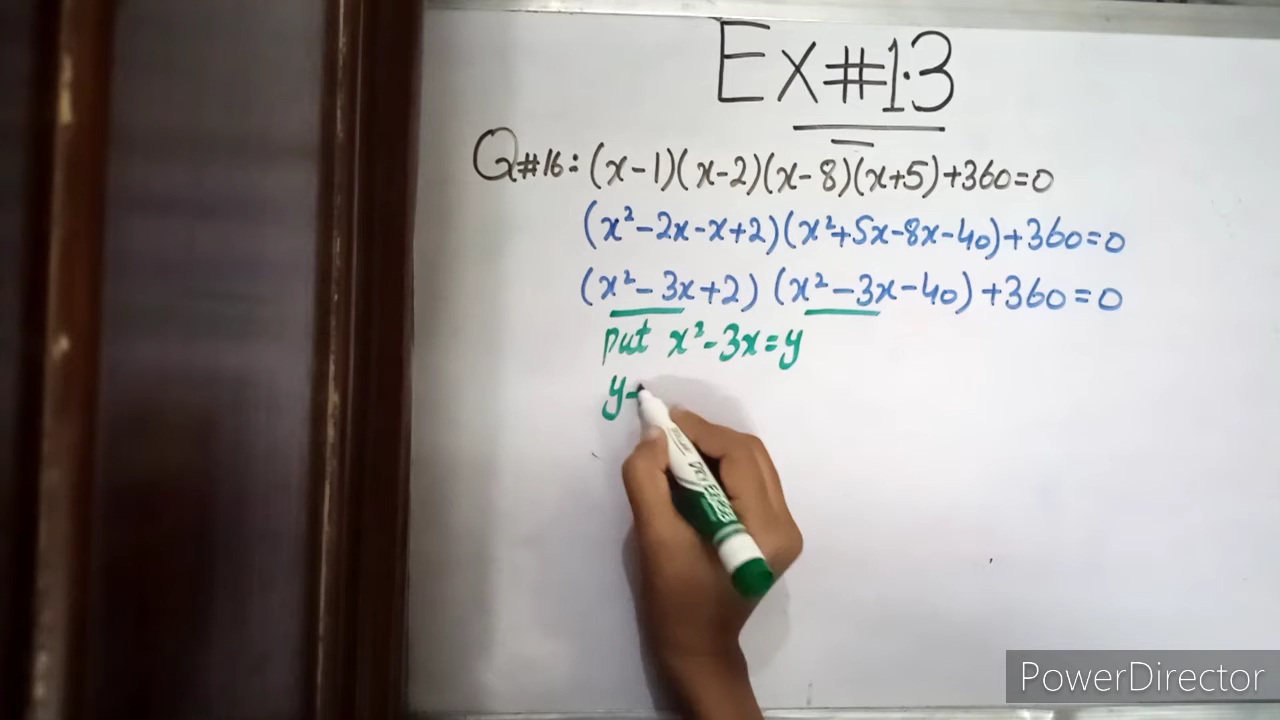 Ex#1.3
Q#16: (x-1)(x-2)(x-8)(x+5)+360=0
(x²-2x-x+2)(x²+5x-8x-40)+360=0
(x²-3x+2)(x²-3x-40)+360=0
put x²-3x=y
y
PowerDirector